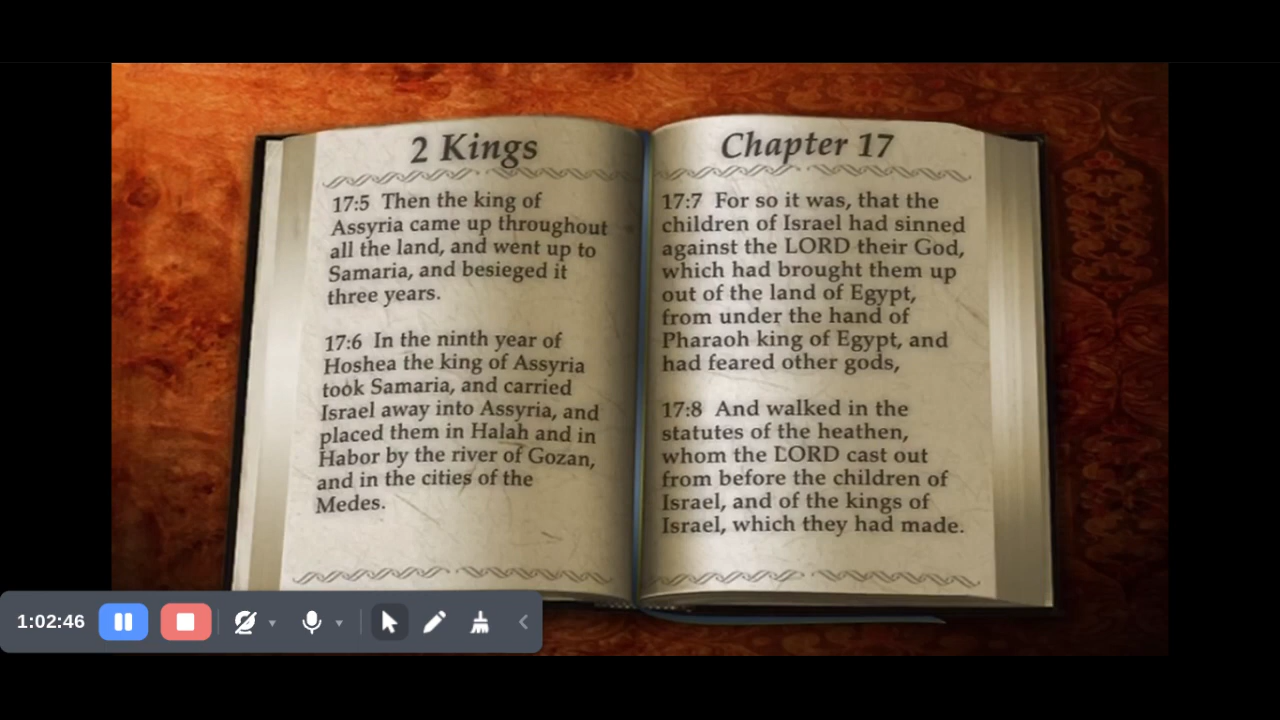 2 Kings
17:5 Then the king of
Assyria came up throughout
all the land, and went up to
Samaria, and besieged it
three years.
17:6 In the ninth year of
Hoshea the king of Assyria
took Samaria, and carried
Israel away into Assyria, and
placed them in Halah and in
Habor by the river of Gozan,
and in the cities of the
Medes.
Chapter 17
17:7 For so it was, that the
children of Israel had sinned
against the LORD their God,
which had brought them up
out of the land of Egypt,
from under the hand of
Pharaoh king of Egypt, and
had feared other gods,
17:8 And walked in the
statutes of the heathen,
whom the LORD cast out
from before the children of
Israel, and of the kings of
Israel, which they had made.
1:02:46